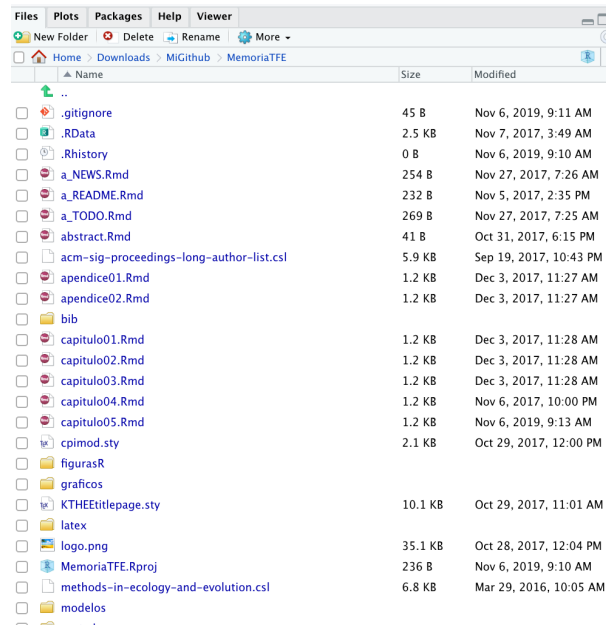 Files Plots Packages Help Viewer
New Folder Delete Rename More
Home Downloads MiGithub MemoriaTFE
Name Size Modified
..
.gitignore 45 B Nov 6, 2019, 9:11 AM
.RData 2.5 KB Nov 7, 2017, 3:49 AM
.Rhistory 0 B Nov 6, 2019, 9:10 AM
a_NEWS.Rmd 254 B Nov 27, 2017, 7:26 AM
a_README.Rmd 232 B Nov 5, 2017, 2:35 PM
a_TODO.Rmd 269 B Nov 27, 2017, 7:25 AM
abstract.Rmd 41 B Oct 31, 2017, 6:15 PM
acm-sig-proceedings-long-author-list.csl 5.9 KB Sep 19, 2017, 10:43 PM
apendice01.Rmd 1.2 KB Dec 3, 2017, 11:27 AM
apendice02.Rmd 1.2 KB Dec 3, 2017, 11:27 AM
bib
capitulo01.Rmd 1.2 KB Dec 3, 2017, 11:28 AM
capitulo02.Rmd 1.2 KB Dec 3, 2017, 11:28 AM
capitulo03.Rmd 1.2 KB Dec 3, 2017, 11:28 AM
capitulo04.Rmd 1.2 KB Nov 6, 2017, 10:00 PM
capitulo05.Rmd 1.2 KB Nov 6, 2019, 9:13 AM
cpimod.sty 2.1 KB Oct 29, 2017, 12:00 PM
figurasR
graficos
KTHEEtitlepage.sty 10.1 KB Oct 29, 2017, 11:01 AM
latex
logo.png 35.1 KB Oct 28, 2017, 12:04 PM
MemoriaTFE.Rproj 236 B Nov 6, 2019, 9:10 AM
methods-in-ecology-and-evolution.csl 6.8 KB Mar 29, 2016, 10:05 AM
modelos